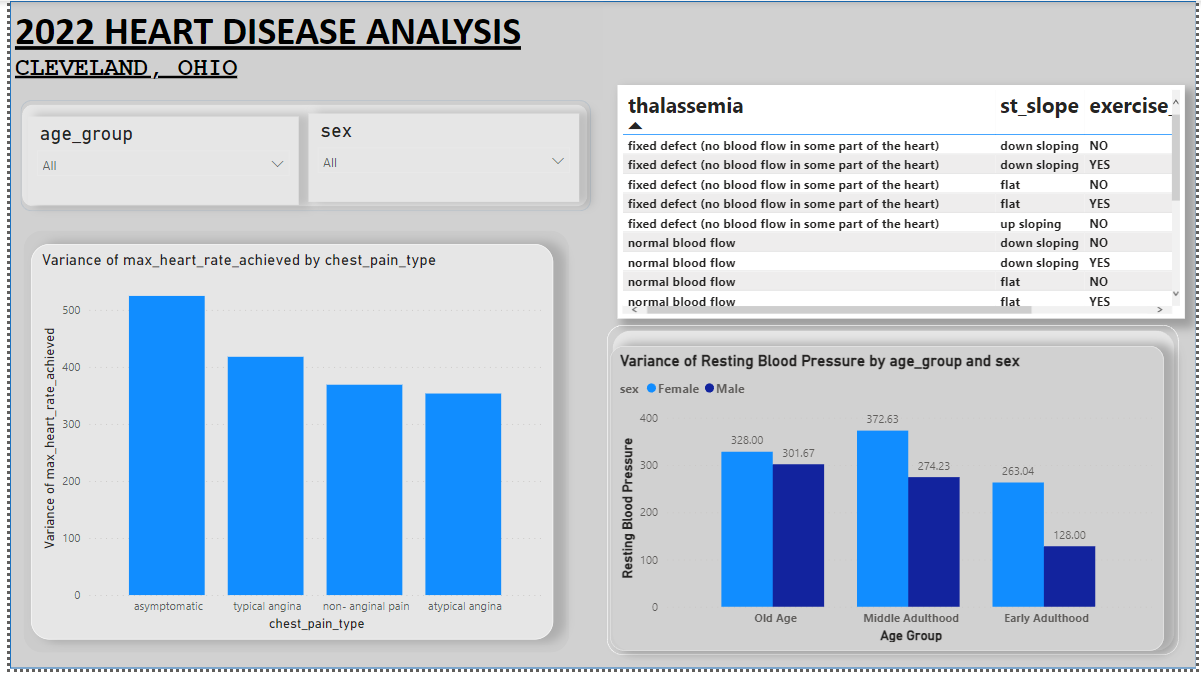 2022 HEART DISEASE ANALYSIS
CLEVELAND, OHIO
age_group
All
sex
All
thalassemia st_slope exercise_
fixed defect (no blood flow in some part of the heart) down sloping NO
fixed defect (no blood flow in some part of the heart) down sloping YES
fixed defect (no blood flow in some part of the heart) flat NO
fixed defect (no blood flow in some part of the heart) flat YES
fixed defect (no blood flow in some part of the heart) up sloping NO
normal blood flow down sloping NO
normal blood flow down sloping YES
normal blood flow flat NO
normal blood flow flat YES
Variance of max_heart_rate_achieved by chest_pain_type
Variance of max_heart_rate_achieved
500
400
300
200
100
0
asymptomatic typical angina non- anginal pain atypical angina
chest_pain_type
Variance of Resting Blood Pressure by age_group and sex
sex Female Male
Resting Blood Pressure
400
300
200
100
0
328.00 301.67 372.63 274.23 263.04 128.00
Old Age Middle Adulthood Early Adulthood
Age Group